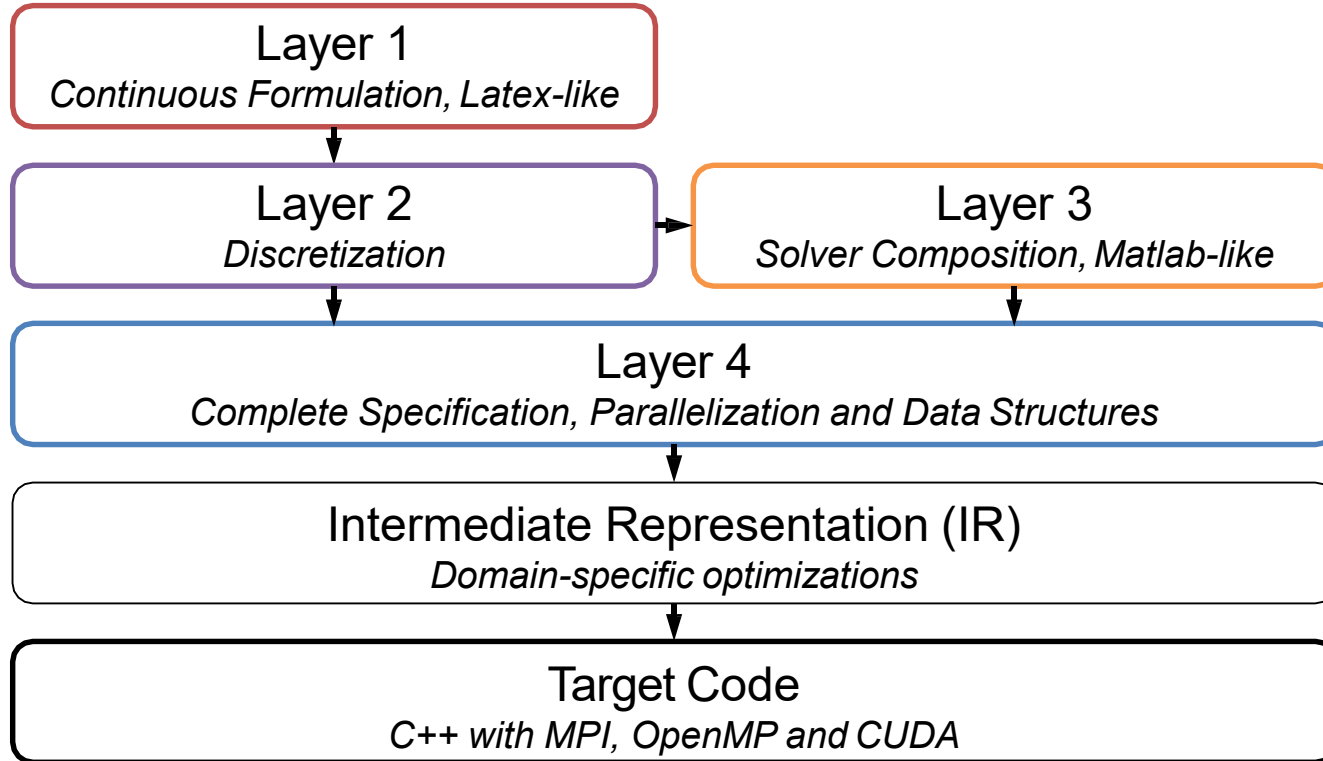 Layer 1
Continuous Formulation, Latex-like
Layer 2
Discretization
Layer 3
Solver Composition, Matlab-like
Layer 4
Complete Specification, Parallelization and Data Structures
Intermediate Representation (IR)
Domain-specific optimizations
Target Code
C++ with MPI, OpenMP and CUDA